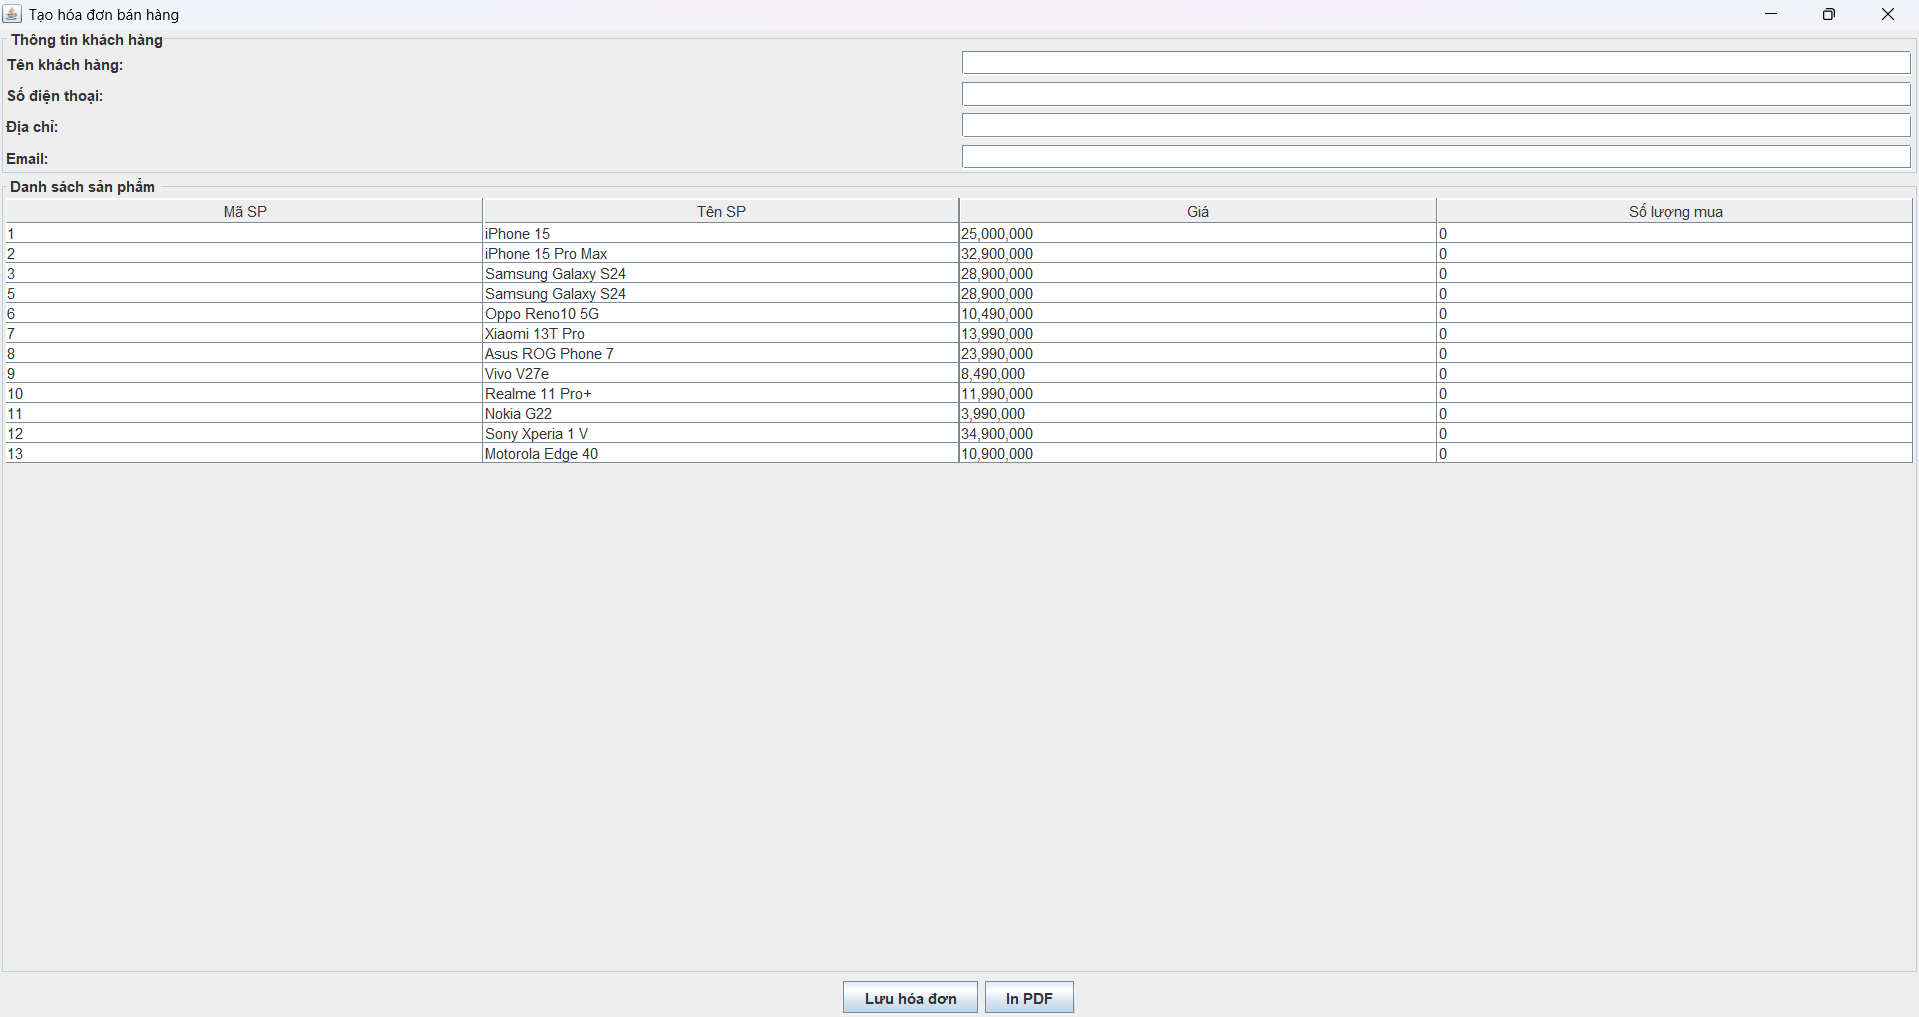 Tạo hóa đơn bán hàng
Thông tin khách hàng
Tên khách hàng:
Số điện thoại:
Địa chỉ:
Email:
Danh sách sản phẩm
Mã SP Tên SP Giá Số lượng mua
1 iPhone 15 25,000,000 0
2 iPhone 15 Pro Max 32,900,000 0
3 Samsung Galaxy S24 28,900,000 0
5 Samsung Galaxy S24 28,900,000 0
6 Oppo Reno10 5G 10,490,000 0
7 Xiaomi 13T Pro 13,990,000 0
8 Asus ROG Phone 7 23,990,000 0
9 Vivo V27e 8,490,000 0
10 Realme 11 Pro+ 11,990,000 0
11 Nokia G22 3,990,000 0
12 Sony Xperia 1 V 34,900,000 0
13 Motorola Edge 40 10,900,000 0
Lưu hóa đơn In PDF